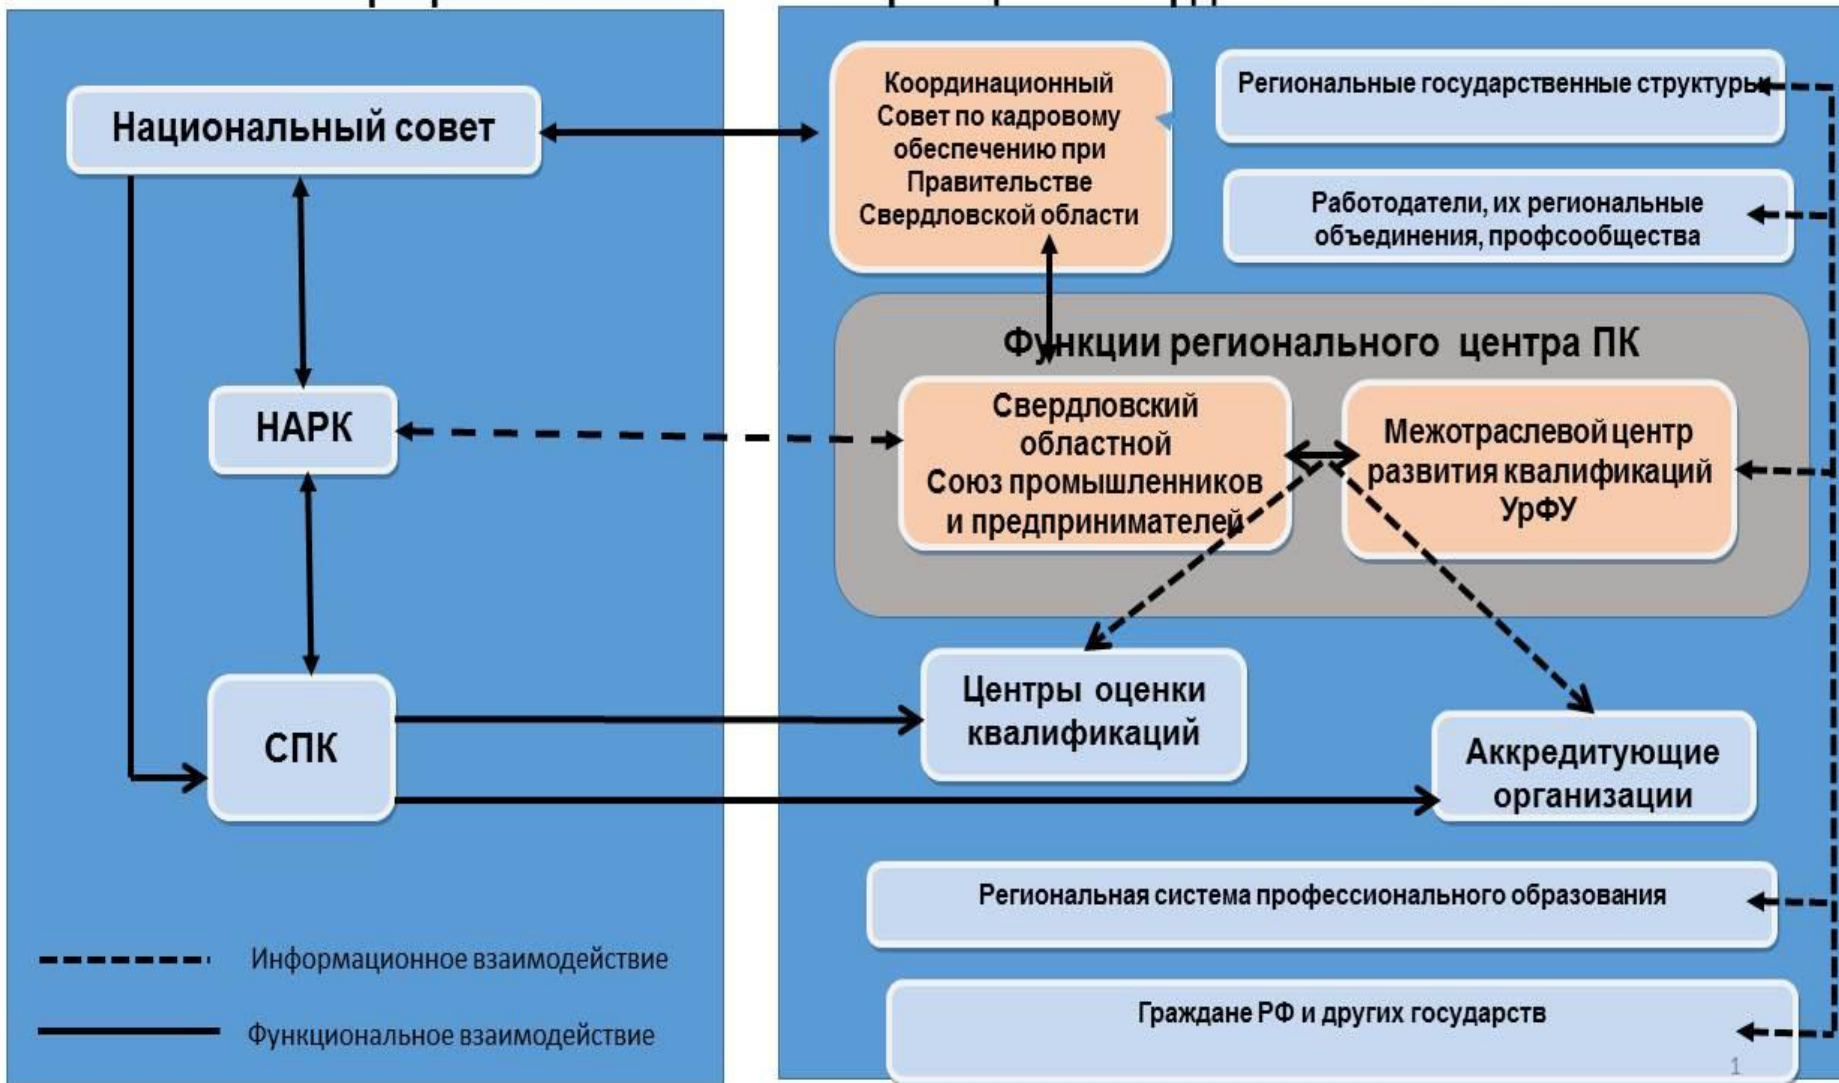 Национальный совет
НАРК
СПК
Информационное взаимодействие
Функциональное взаимодействие
Координационный
Совет по кадровому
обеспечению при
Правительстве
Свердловской области
Региональные государственные структуры
Работодатели, их региональные
объединения, профсообщества
Функции регионального центра ПК
Свердловский
областной
Союз промышленников
и предпринимателей
Межотраслевой центр
развития квалификаций
УрФУ
Центры оценки
квалификаций
Аккредитующие
организации
Региональная система профессионального образования
Граждане РФ и других государств
1